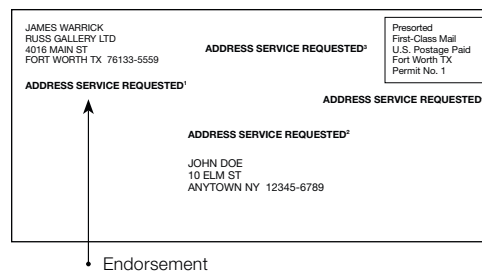 JAMES WARRICK
RUSS GALLERY LTD
4016 MAIN ST
FORT WORTH TX 76133-5559
ADDRESS SERVICE REQUESTED³
Presorted
First-Class Mail
U.S. Postage Paid
Fort Worth TX
Permit No. 1
ADDRESS SERVICE REQUESTED¹
ADDRESS SERVICE REQUESTED
ADDRESS SERVICE REQUESTED²
JOHN DOE
10 ELM ST
ANYTOWN NY 12345-6789
Endorsement